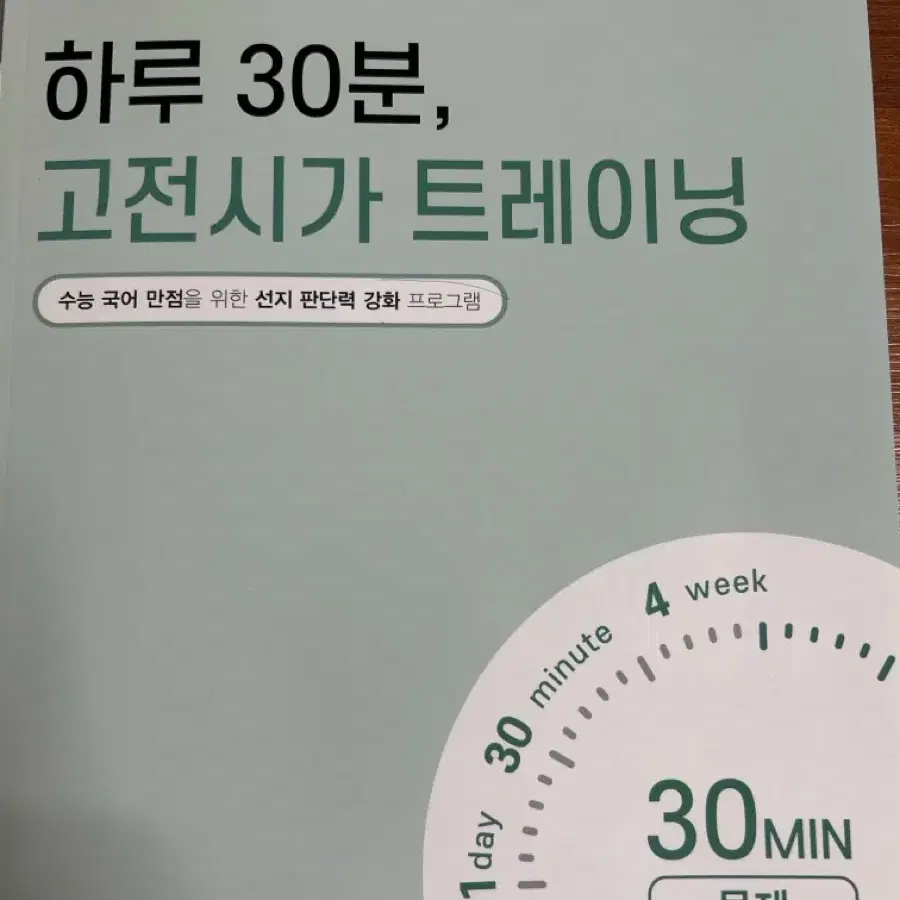 하루 30분,
고전시가 트레이닝
수능 국어 만점을 위한 선지 판단력 강화 프로그램
1 day 30 minute 4 week
30MIN